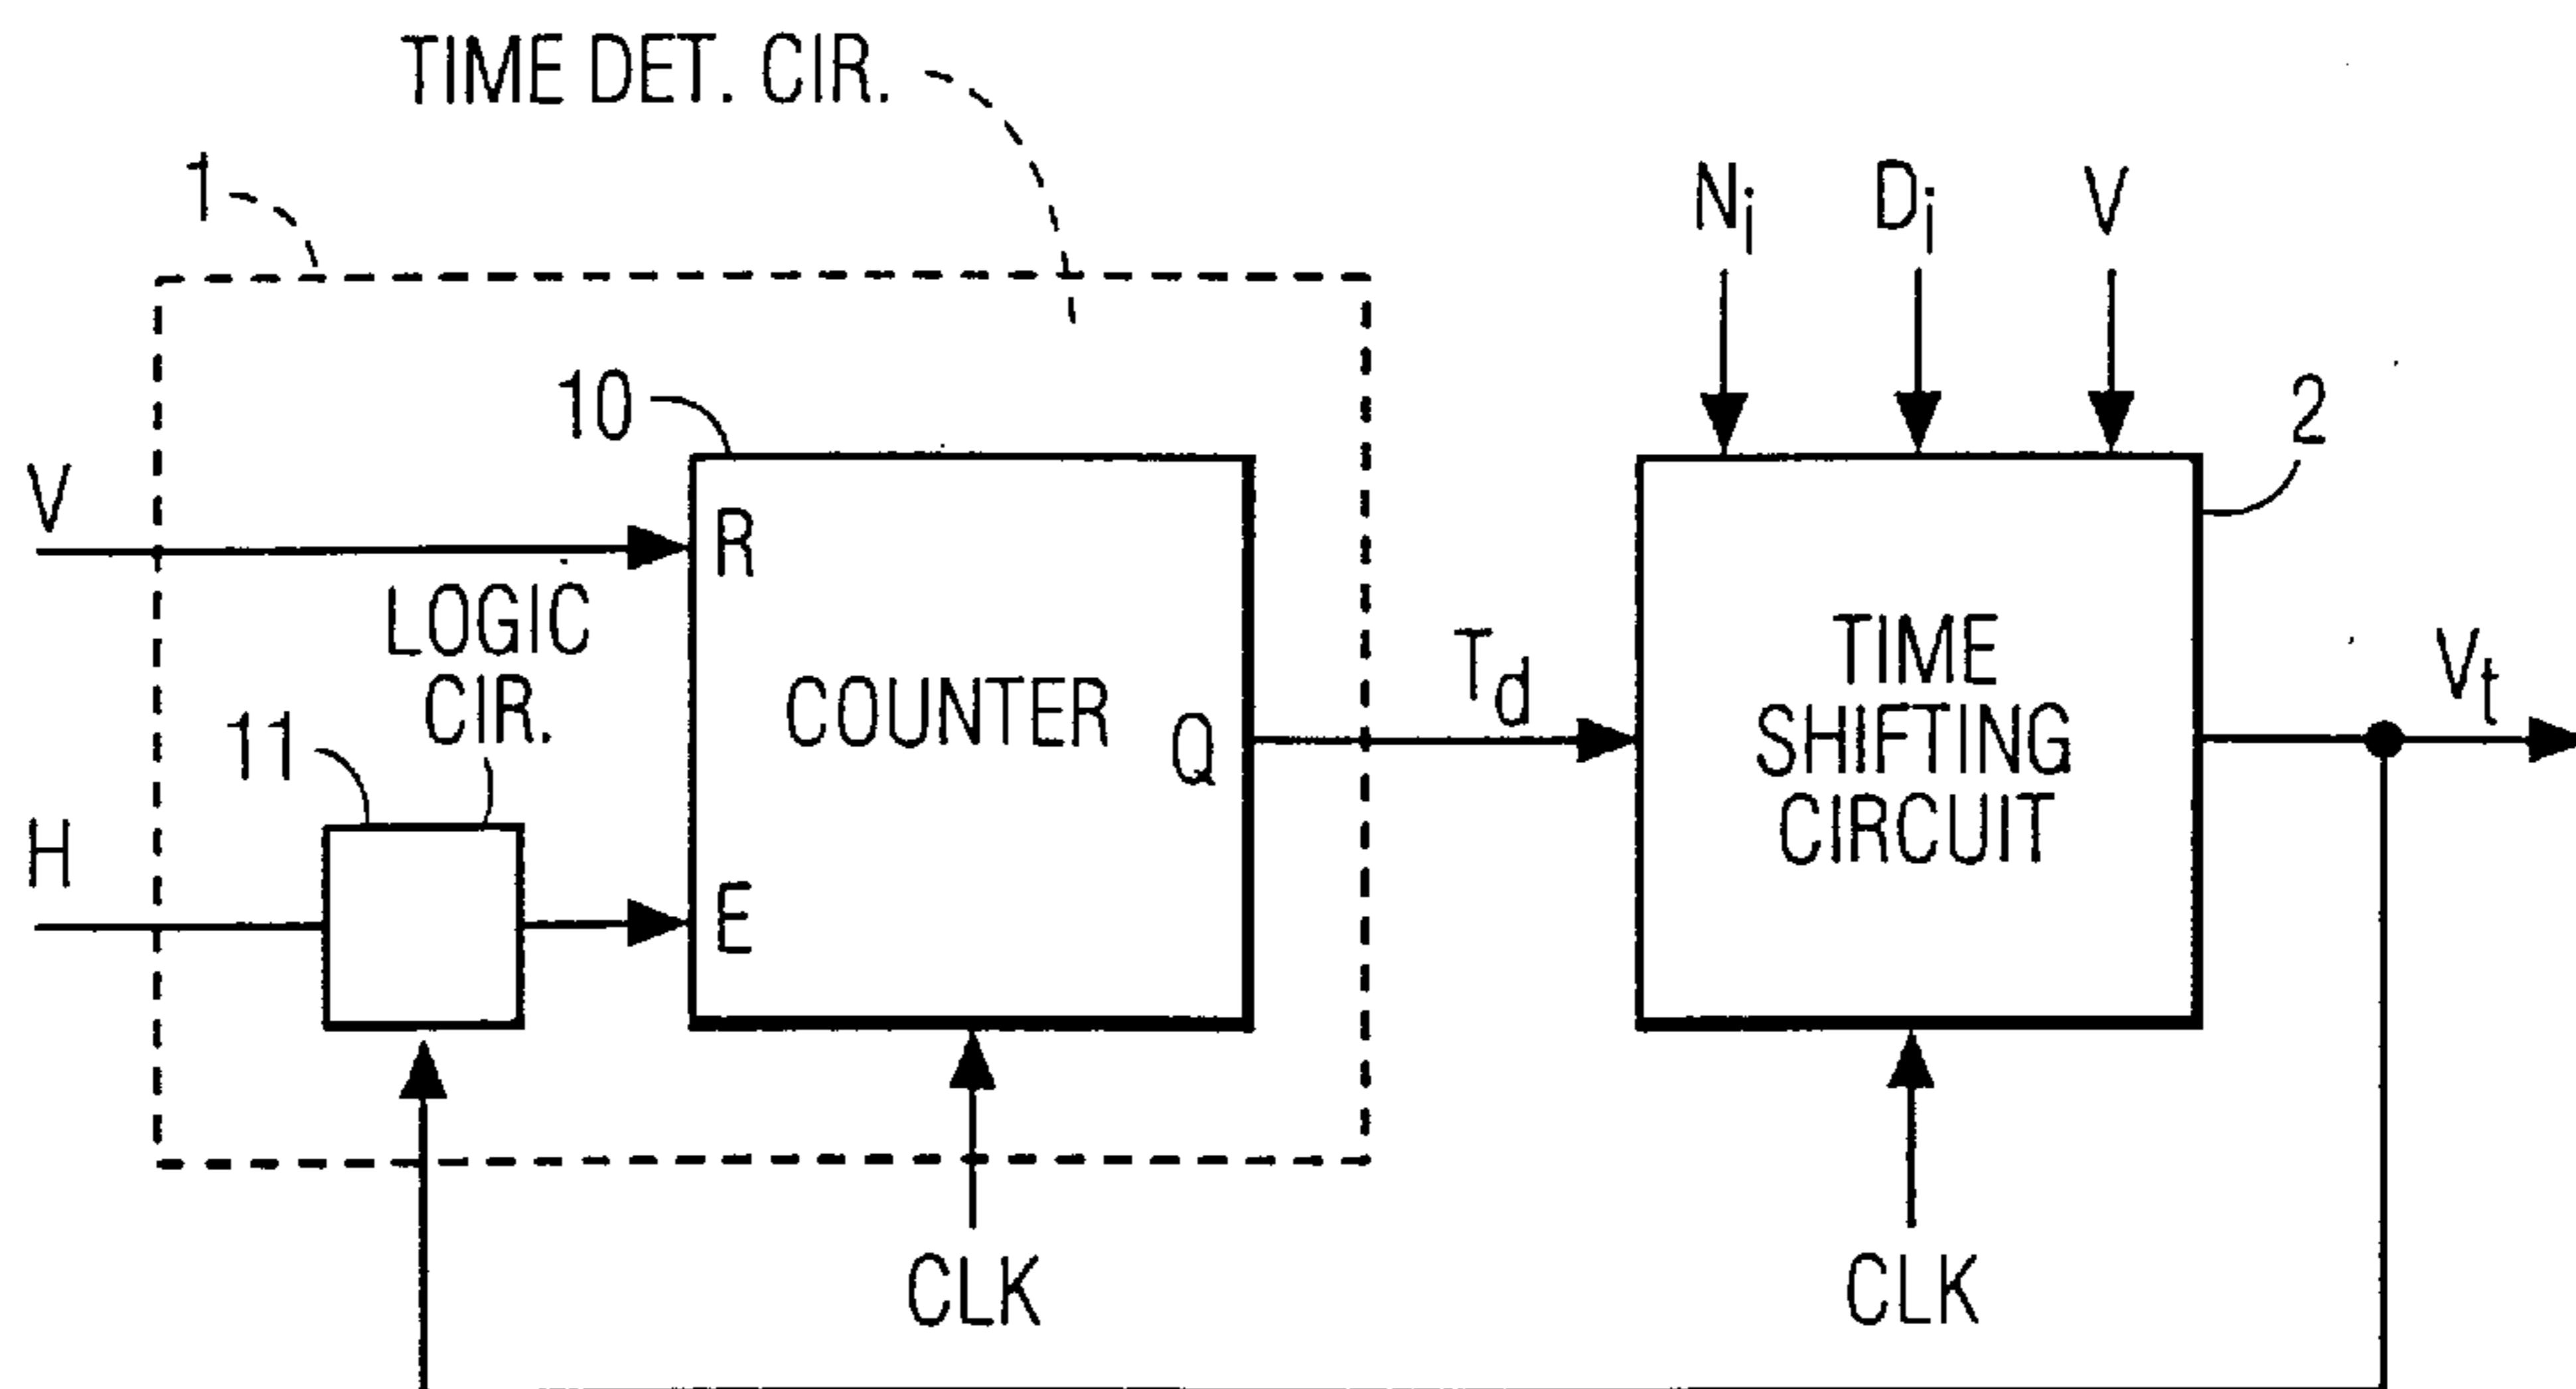 TIME DET. CIR.
1
Ni
Di
V
10
2
V
R
LOGIC
CIR.
COUNTER
Q
Td
TIME
SHIFTING
CIRCUIT
Vt
11
H
E
CLK
CLK